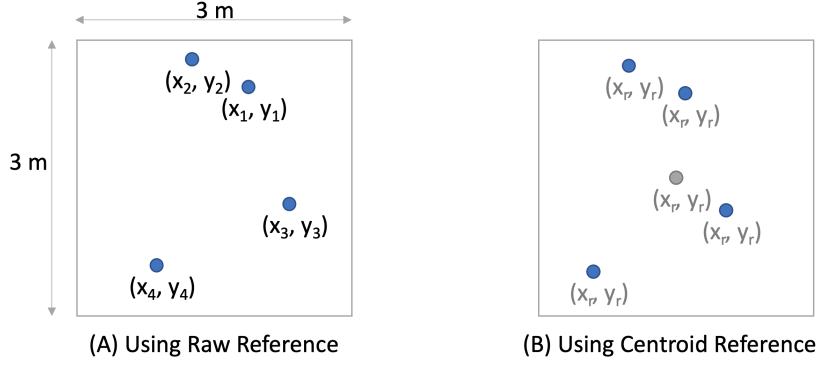 3 m
(x₂, y₂)
(x₁, y₁)
3 m
(x₃, y₃)
(x₄, y₄)
(A) Using Raw Reference
(xᵣ, yᵣ)
(xᵣ, yᵣ)
(xᵣ, yᵣ)
(xᵣ, yᵣ)
(xᵣ, yᵣ)
(B) Using Centroid Reference